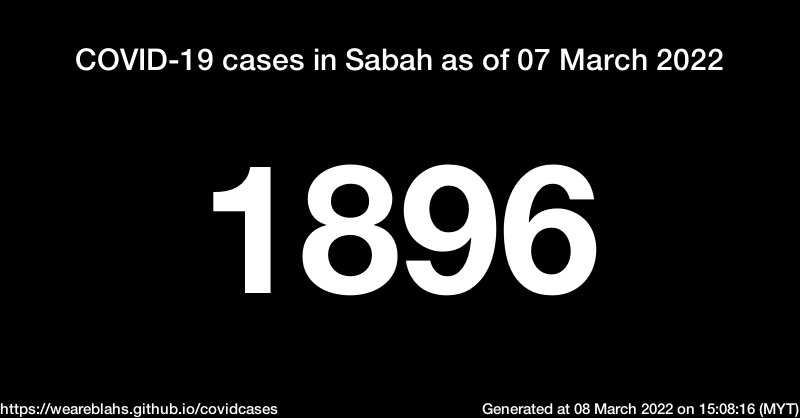 COVID-19 cases in Sabah as of 07 March 2022
1896
https://weareblahs.github.io/covidcases
Generated at 08 March 2022 on 15:08:16 (MYT)